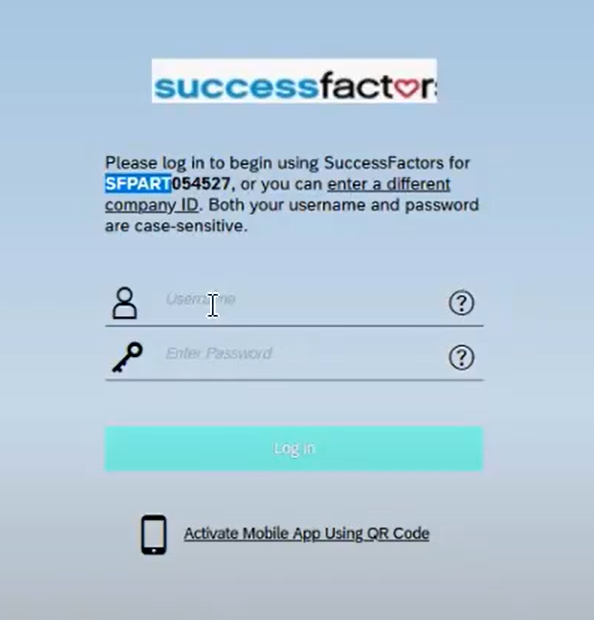 successfactors
Please log in to begin using SuccessFactors for
SFPART054527, or you can enter a different
company ID. Both your username and password
are case-sensitive.
Username
?
Enter Password
?
Log in
Activate Mobile App Using QR Code